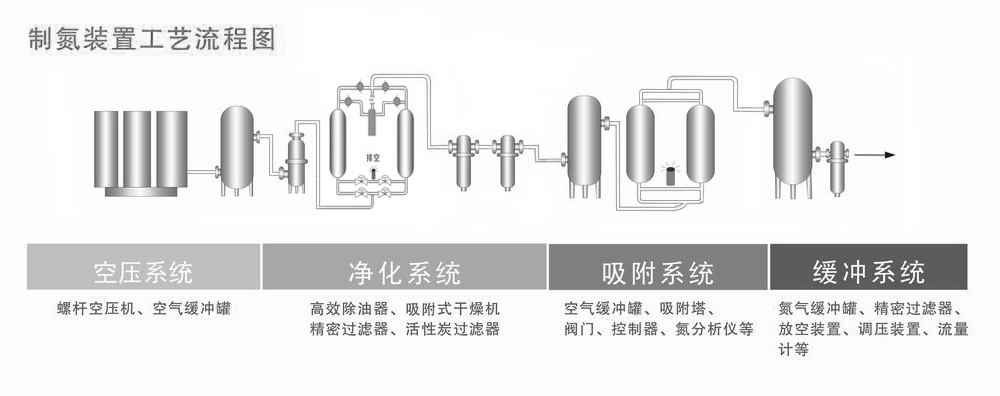 制氮装置工艺流程图
排空
空压系统
净化系统
吸附系统
缓冲系统
螺杆空压机、空气缓冲罐
高效除油器、吸附式干燥机
精密过滤器、活性炭过滤器
空气缓冲罐、吸附塔、
阀门、控制器、氮分析仪等
氮气缓冲罐、精密过滤器、
放空装置、调压装置、流量
计等